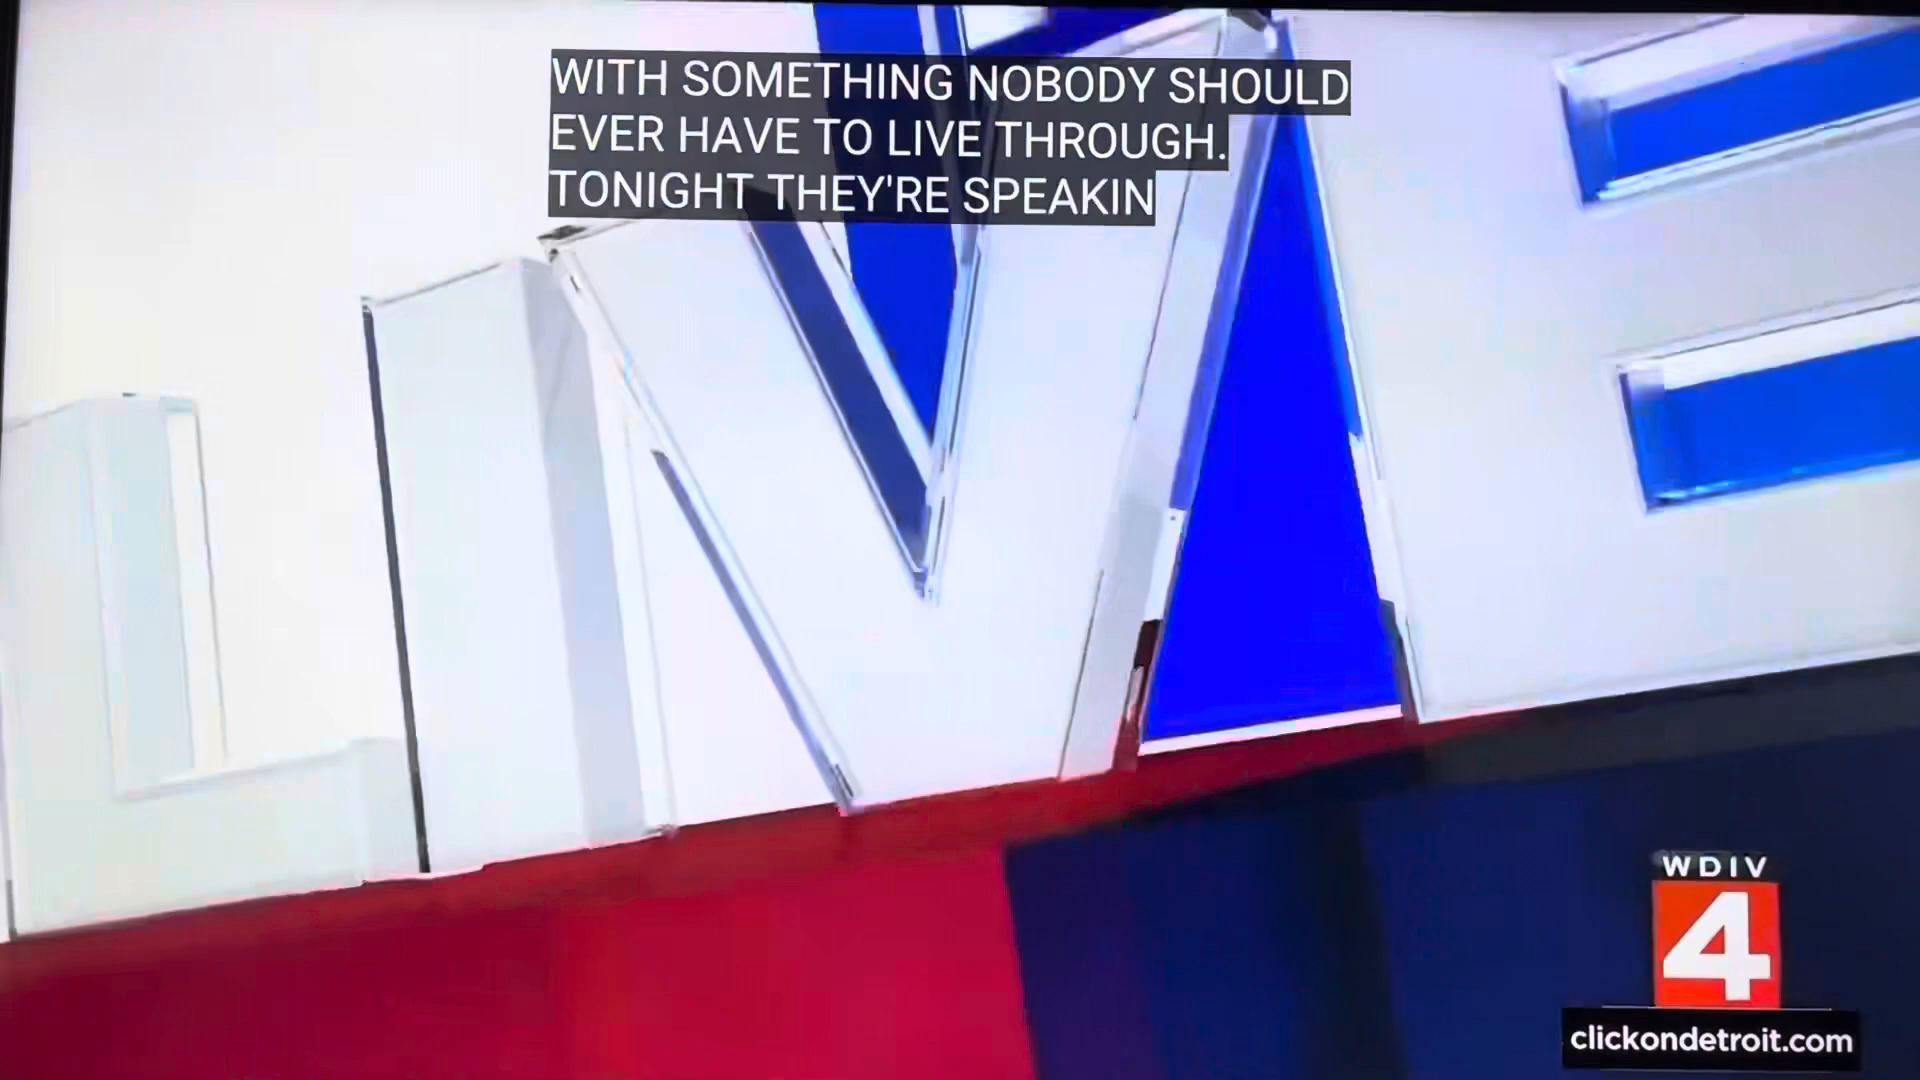 WITH SOMETHING NOBODY SHOULD
EVER HAVE TO LIVE THROUGH.
TONIGHT THEY'RE SPEAKIN
LIVE
WDIV
4
clickondetroit.com